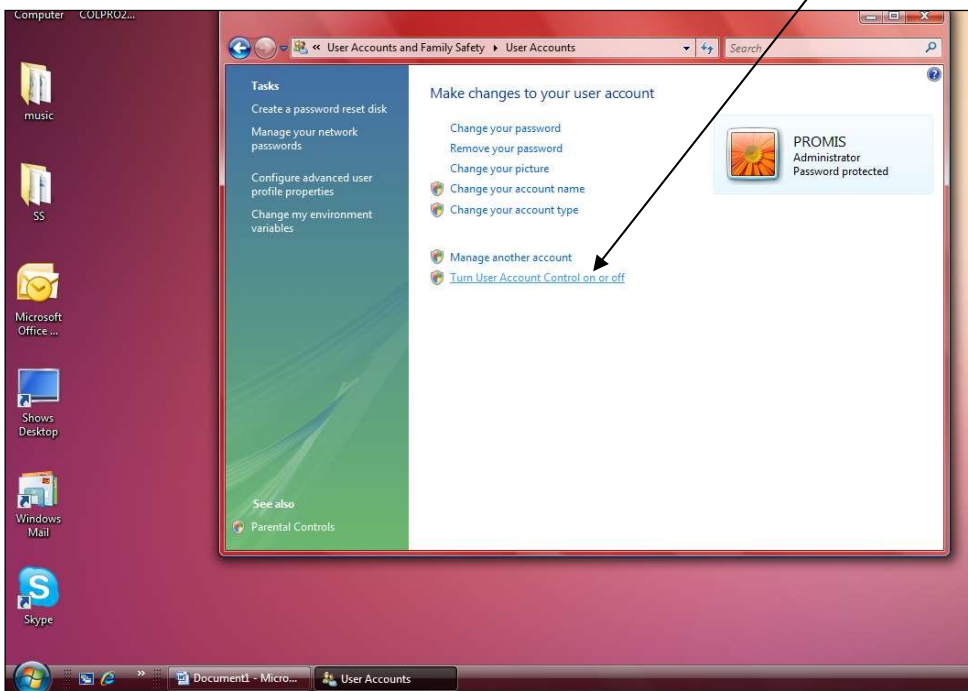 Computer
COLPRO2...
music
SS
Microsoft
Office ...
Shows
Desktop
Windows
Mail
Skype
« User Accounts and Family Safety ▸ User Accounts
Search
Tasks
Create a password reset disk
Manage your network
passwords
Configure advanced user
profile properties
Change my environment
variables
See also
Parental Controls
Make changes to your user account
Change your password
Remove your password
Change your picture
Change your account name
Change your account type
Manage another account
Turn User Account Control on or off
PROMIS
Administrator
Password protected
Document1 - Micro...
User Accounts